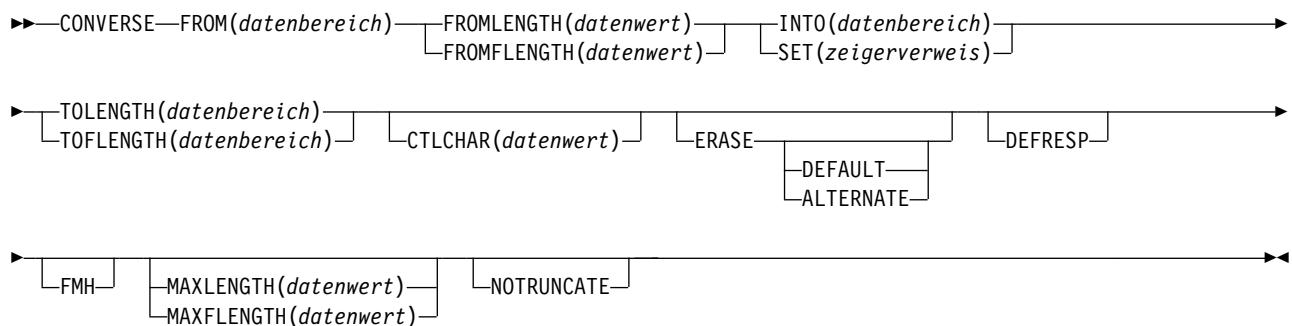 CONVERSE FROM(datenbereich) FROMLENGTH(datenwert) INTO(datenbereich)
FROMFLENGTH(datenwert) SET(zeigerverweis)
TOLENGTH(datenbereich)
TOFLENGTH(datenbereich) CTLCHAR(datenwert) ERASE DEFRESP
DEFAULT
ALTERNATE
FMH MAXLENGTH(datenwert) NOTRUNCATE
MAXFLENGTH(datenwert)